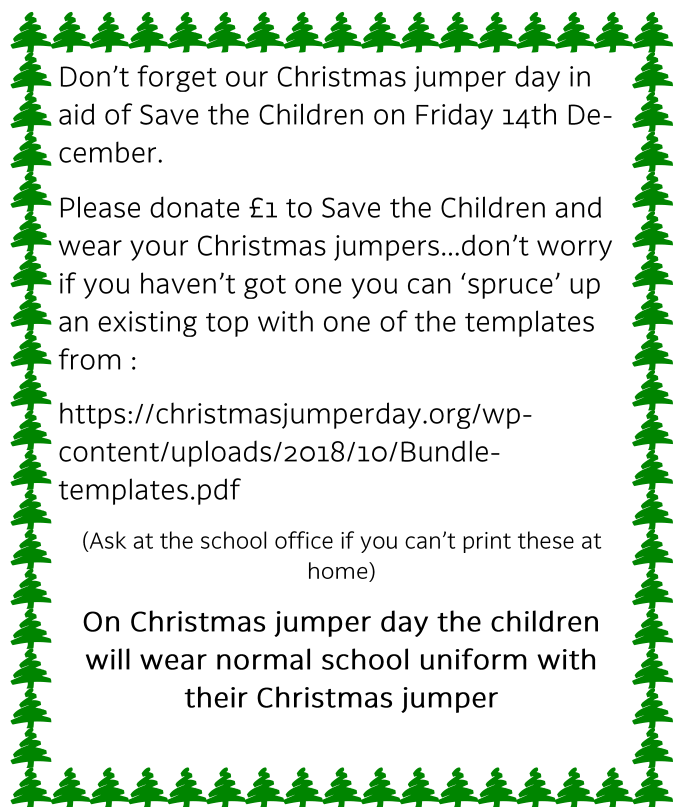 Don’t forget our Christmas jumper day in
aid of Save the Children on Friday 14th De-
cember.
Please donate £1 to Save the Children and
wear your Christmas jumpers...don’t worry
if you haven’t got one you can ‘spruce’ up
an existing top with one of the templates
from :
https://christmasjumperday.org/wp-
content/uploads/2018/10/Bundle-
templates.pdf
(Ask at the school office if you can’t print these at
home)
On Christmas jumper day the children
will wear normal school uniform with
their Christmas jumper